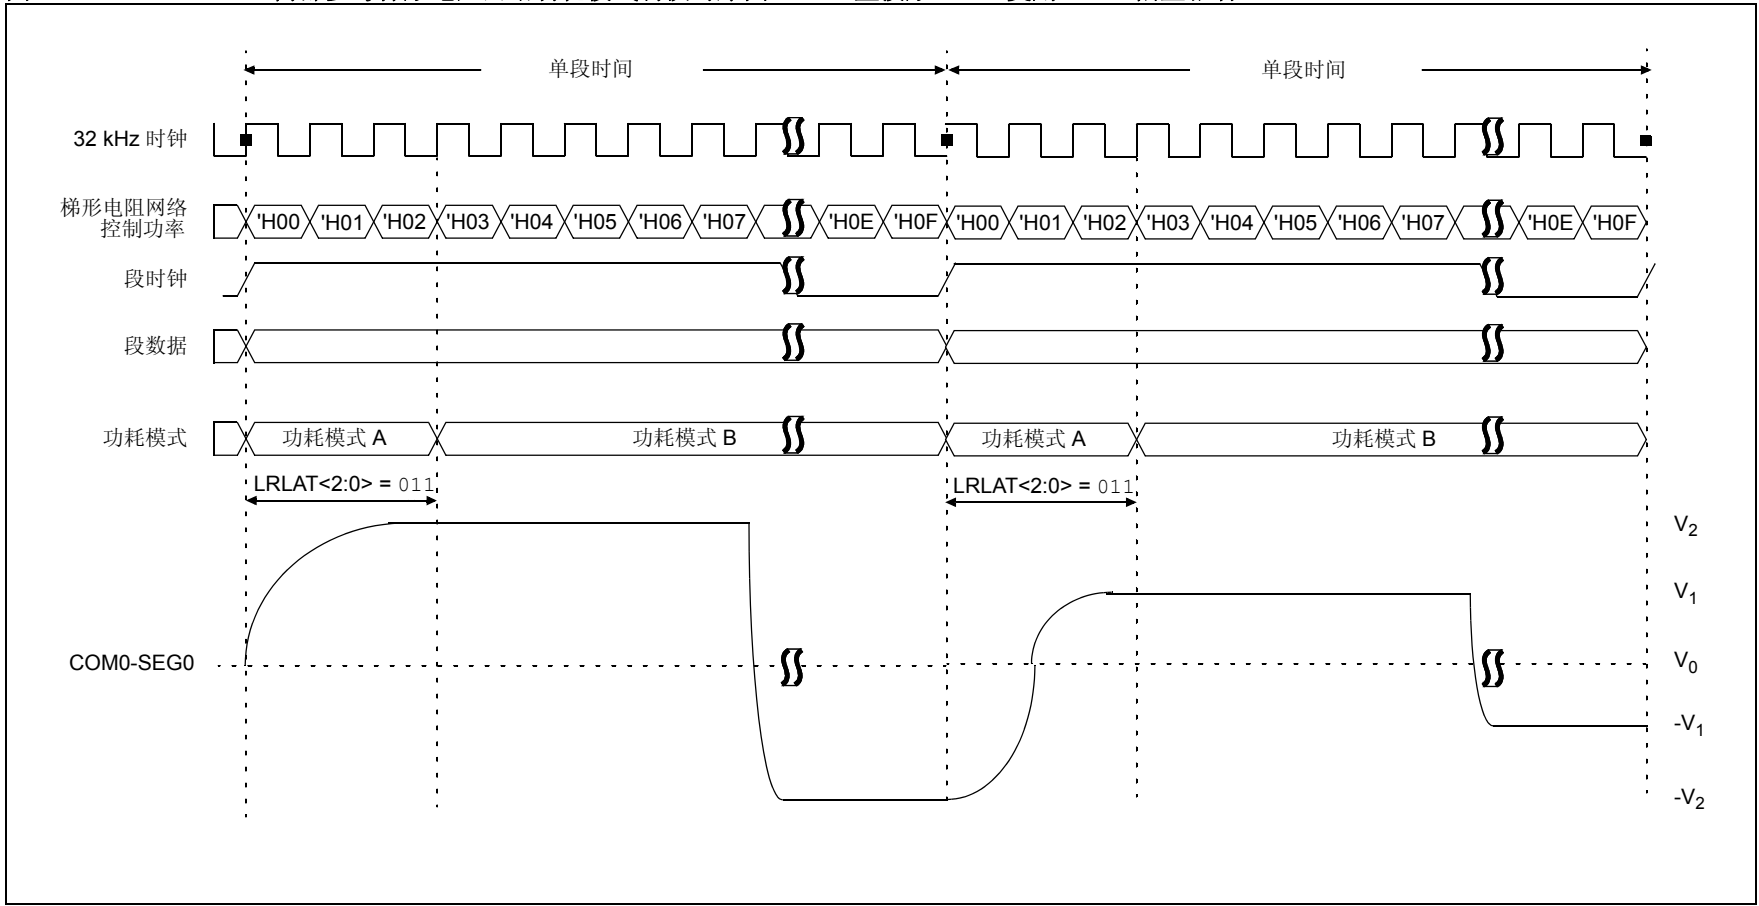 单段时间 单段时间
32 kHz 时钟
梯形电阻网络
控制功率
'H00 'H01 'H02 'H03 'H04 'H05 'H06 'H07 'H0E 'H0F 'H00 'H01 'H02 'H03 'H04 'H05 'H06 'H07 'H0E 'H0F
段时钟
段数据
功耗模式 功耗模式 A 功耗模式 B 功耗模式 A 功耗模式 B
LRLAT<2:0> = 011 LRLAT<2:0> = 011
V2
V1
COM0-SEG0 V0
-V1
-V2